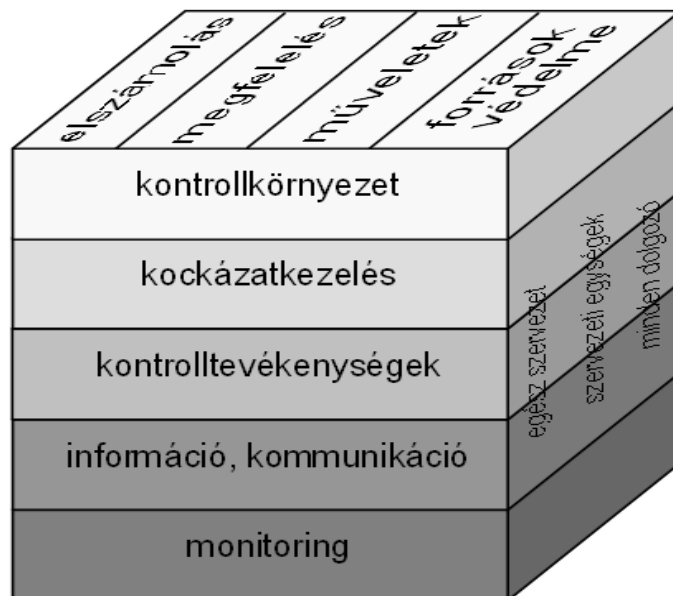 elszámolás
megfelelés
műveletek
források
védelme
kontrollkörnyezet
kockázatkezelés
kontrolltevékenységek
információ, kommunikáció
monitoring
egész szervezet
szervezeti egységek
minden dolgozó